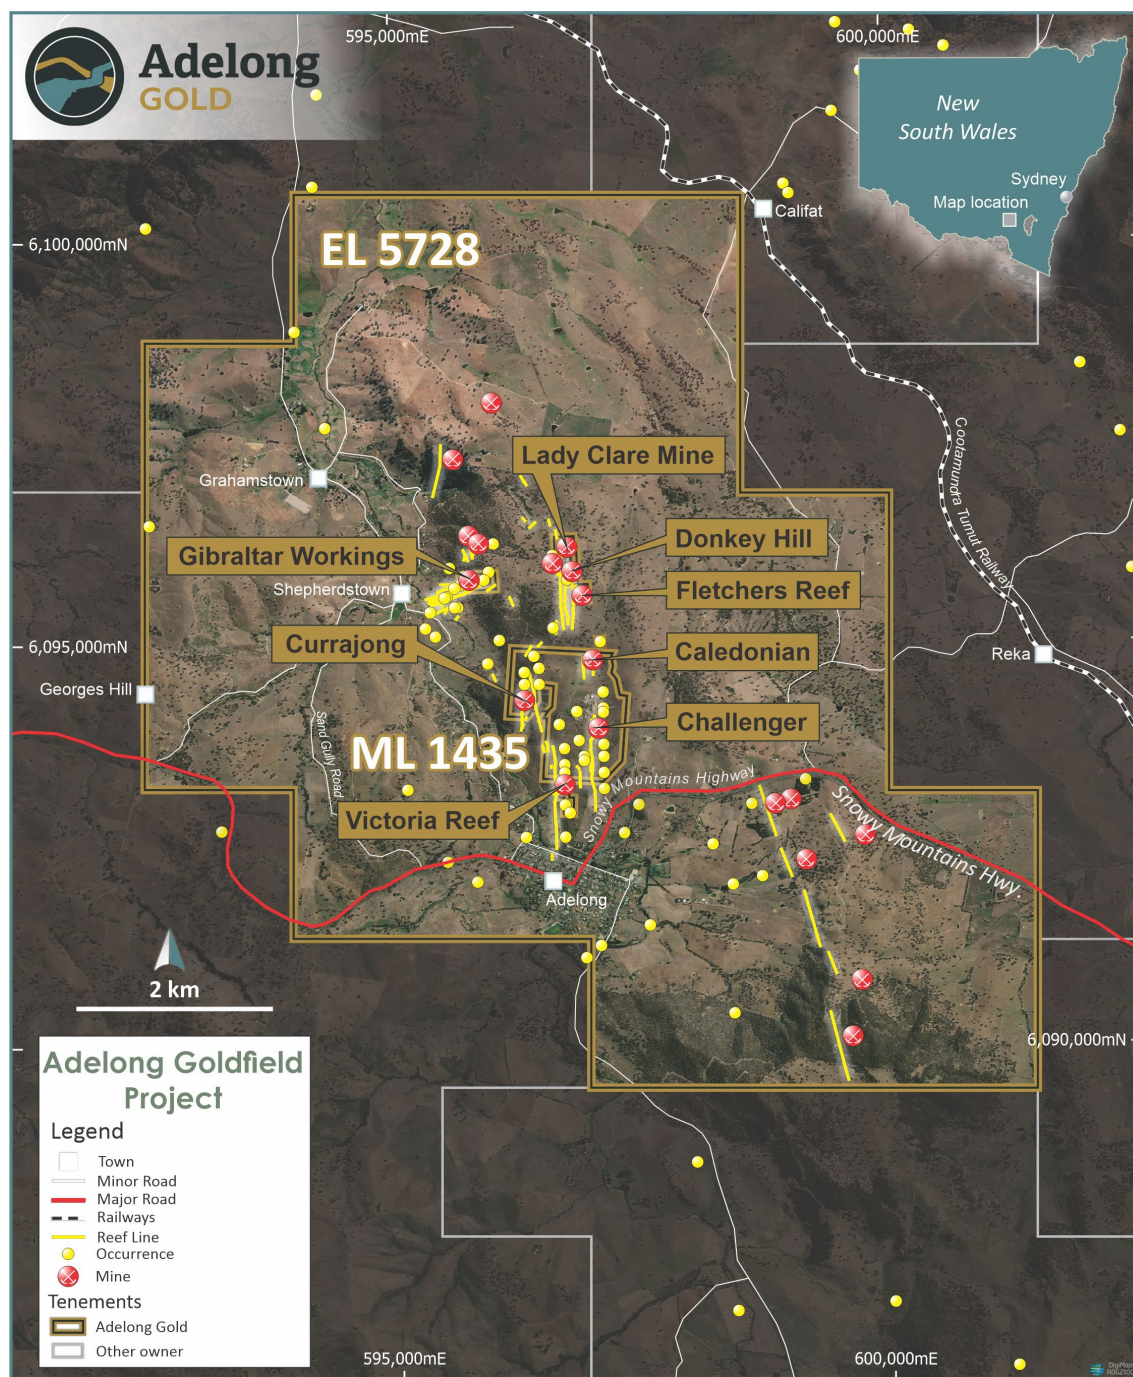 Adelong
GOLD
595,000mE
600,000mE
New
South Wales
Sydney
Map location
Califat
6,100,000mN
EL 5728
Cootamundra Tumut Railway
Lady Clare Mine
Grahamstown
Donkey Hill
Gibraltar Workings
Shepherdstown
Fletchers Reef
Currajong
Caledonian
6,095,000mN
Reka
Georges Hill
Challenger
Sand Gully Road
ML 1435
Snowy Mountains Highway
Victoria Reef
Snowy Mountains Hwy.
Adelong
2 km
6,090,000mN
Adelong Goldfield
Project
Legend
Town
Minor Road
Major Road
Railways
Reef Line
Occurrence
Mine
Tenements
Adelong Gold
Other owner
595,000mE
600,000mE